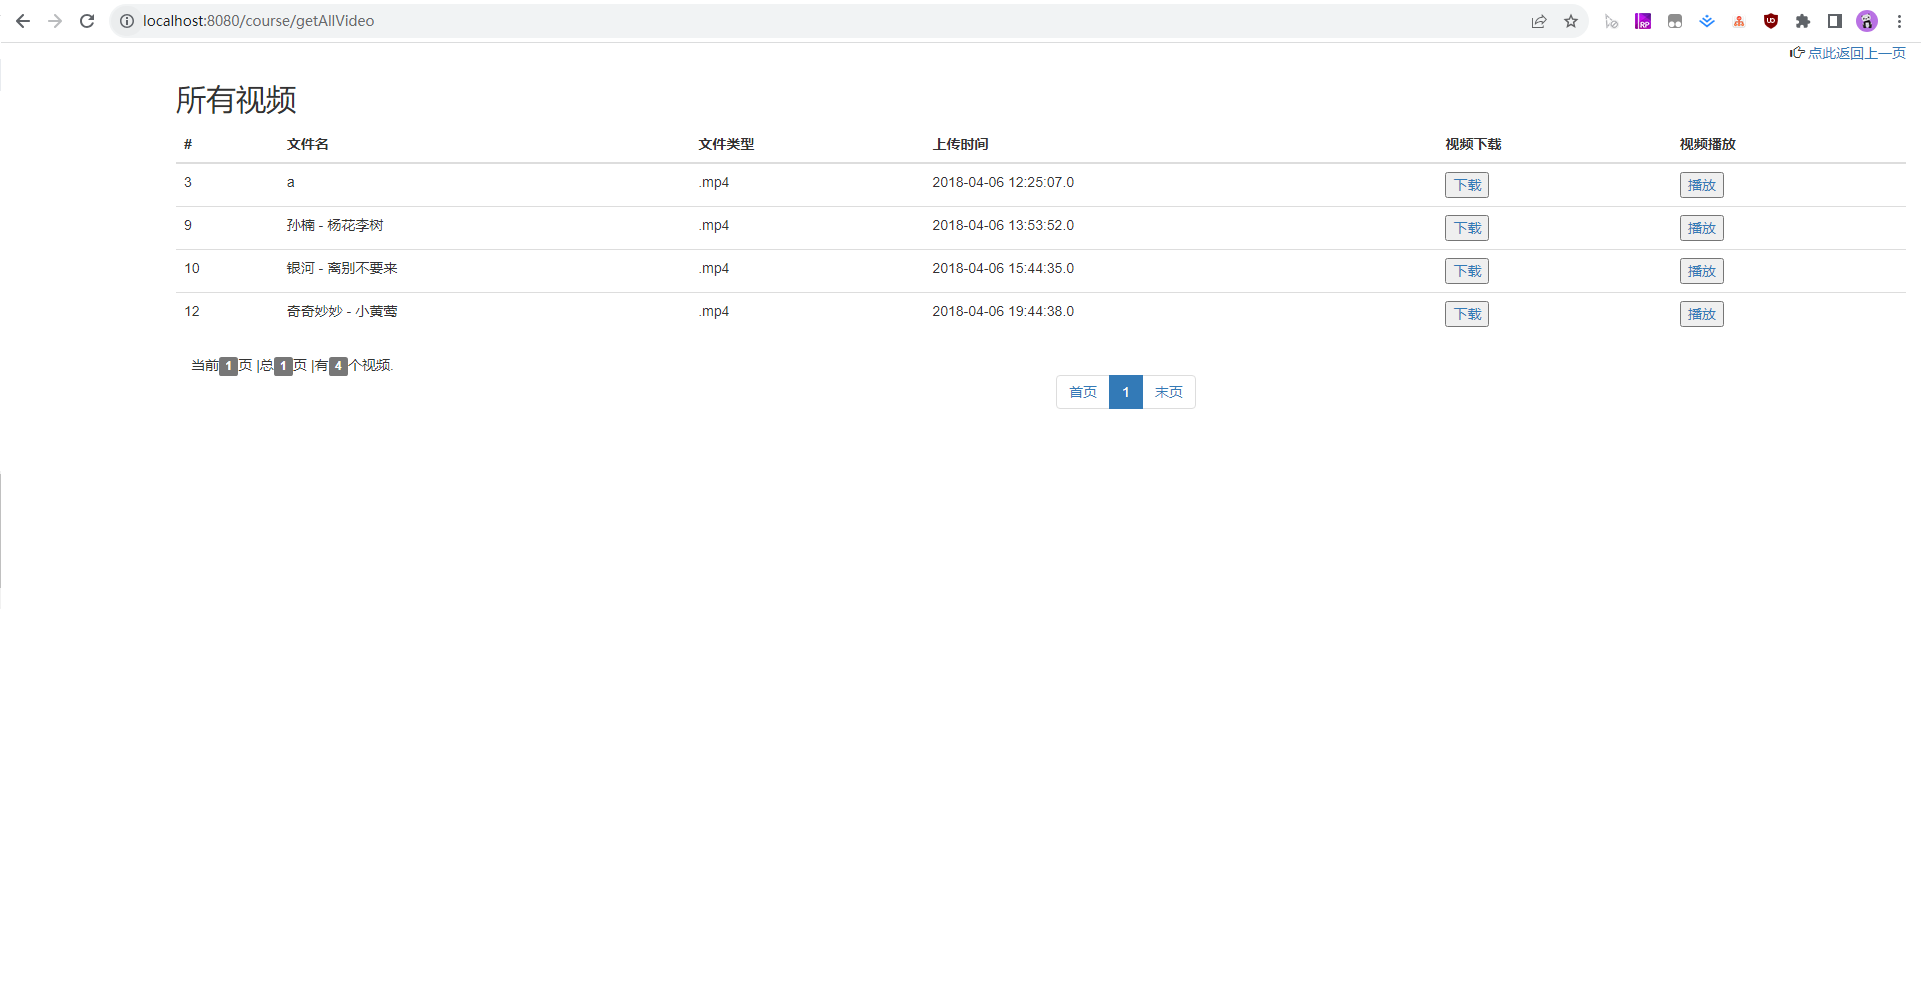 localhost:8080/course/getAllVideo
点此返回上一页
所有视频
# 文件名 文件类型 上传时间 视频下载 视频播放
3 a .mp4 2018-04-06 12:25:07.0 下载 播放
9 孙楠 - 杨花李树 .mp4 2018-04-06 13:53:52.0 下载 播放
10 银河 - 离别不要来 .mp4 2018-04-06 15:44:35.0 下载 播放
12 奇奇妙妙 - 小黄莺 .mp4 2018-04-06 19:44:38.0 下载 播放
当前1页 |总1页 |有4个视频.
首页 1 末页